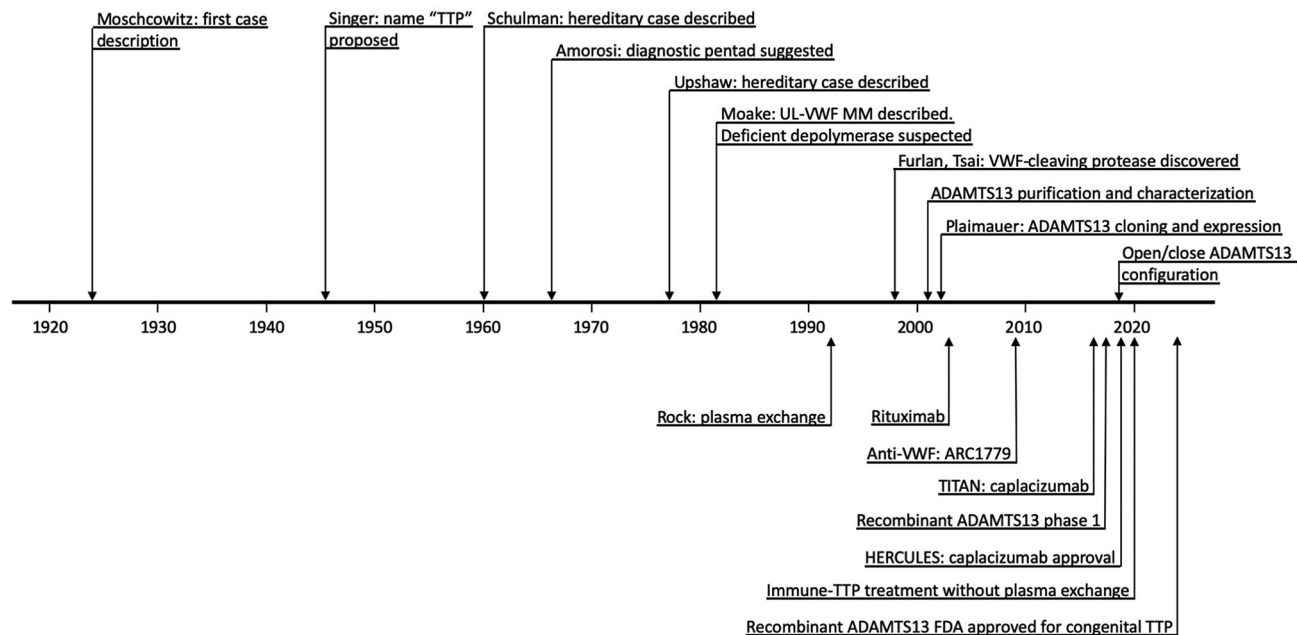 Moschcowitz: first case
description
Singer: name “TTP”
proposed
Schulman: hereditary case described
Amorosi: diagnostic pentad suggested
Upshaw: hereditary case described
Moake: UL-VWF MM described.
Deficient depolymerase suspected
Furlan, Tsai: VWF-cleaving protease discovered
ADAMTS13 purification and characterization
Plaimauer: ADAMTS13 cloning and expression
Open/close ADAMTS13
configuration
1920 1930 1940 1950 1960 1970 1980 1990 2000 2010 2020
Rock: plasma exchange
Rituximab
Anti-VWF: ARC1779
TITAN: caplacizumab
Recombinant ADAMTS13 phase 1
HERCULES: caplacizumab approval
Immune-TTP treatment without plasma exchange
Recombinant ADAMTS13 FDA approved for congenital TTP